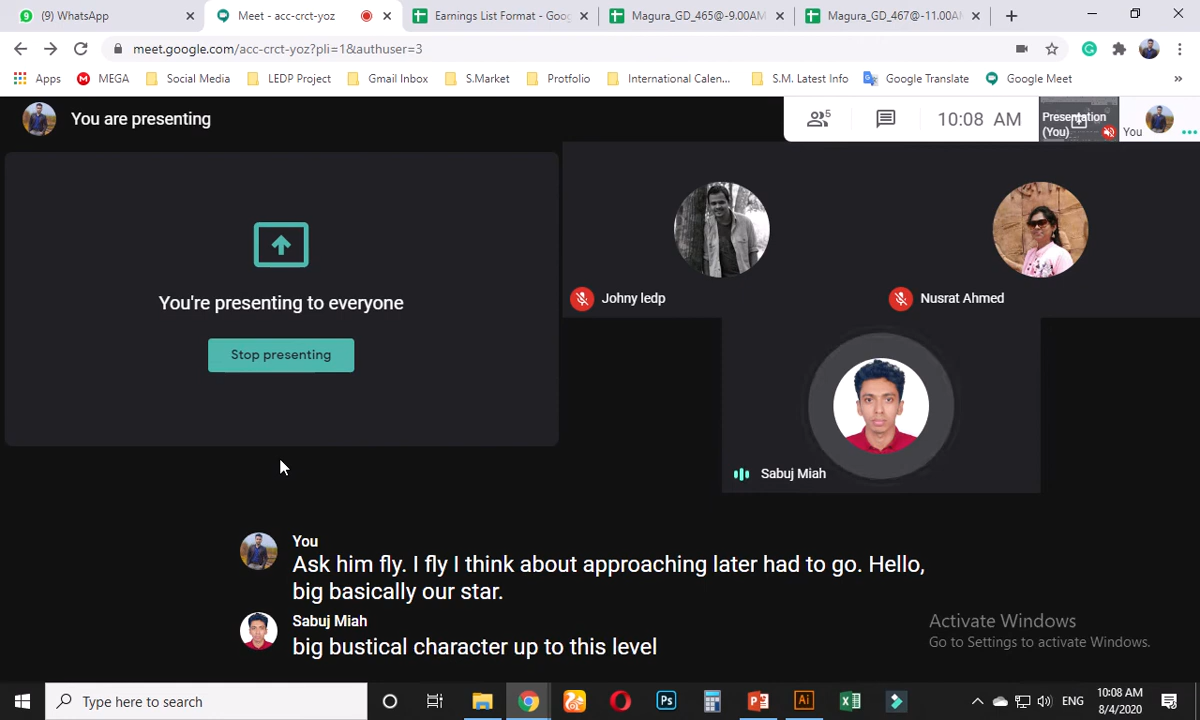 (9) WhatsApp
Meet - acc-crct-yoz
Earnings List Format - Goog
Magura_GD_465@-9.00AM
Magura_GD_467@-11.00AM
meet.google.com/acc-crct-yoz?pli=1&authuser=3
Apps
MEGA
Social Media
LEDP Project
Gmail Inbox
S.Market
Protfolio
International Calen...
S.M. Latest Info
Google Translate
Google Meet
»
You are presenting
5
10:08 AM
Presentation
(You)
You
You're presenting to everyone
Stop presenting
Johny ledp
Nusrat Ahmed
Sabuj Miah
You
Ask him fly. I fly I think about approaching later had to go. Hello,
big basically our star.
Sabuj Miah
big bustical character up to this level
Activate Windows
Go to Settings to activate Windows.
Type here to search
Ps
Ai
ENG
10:08 AM
8/4/2020